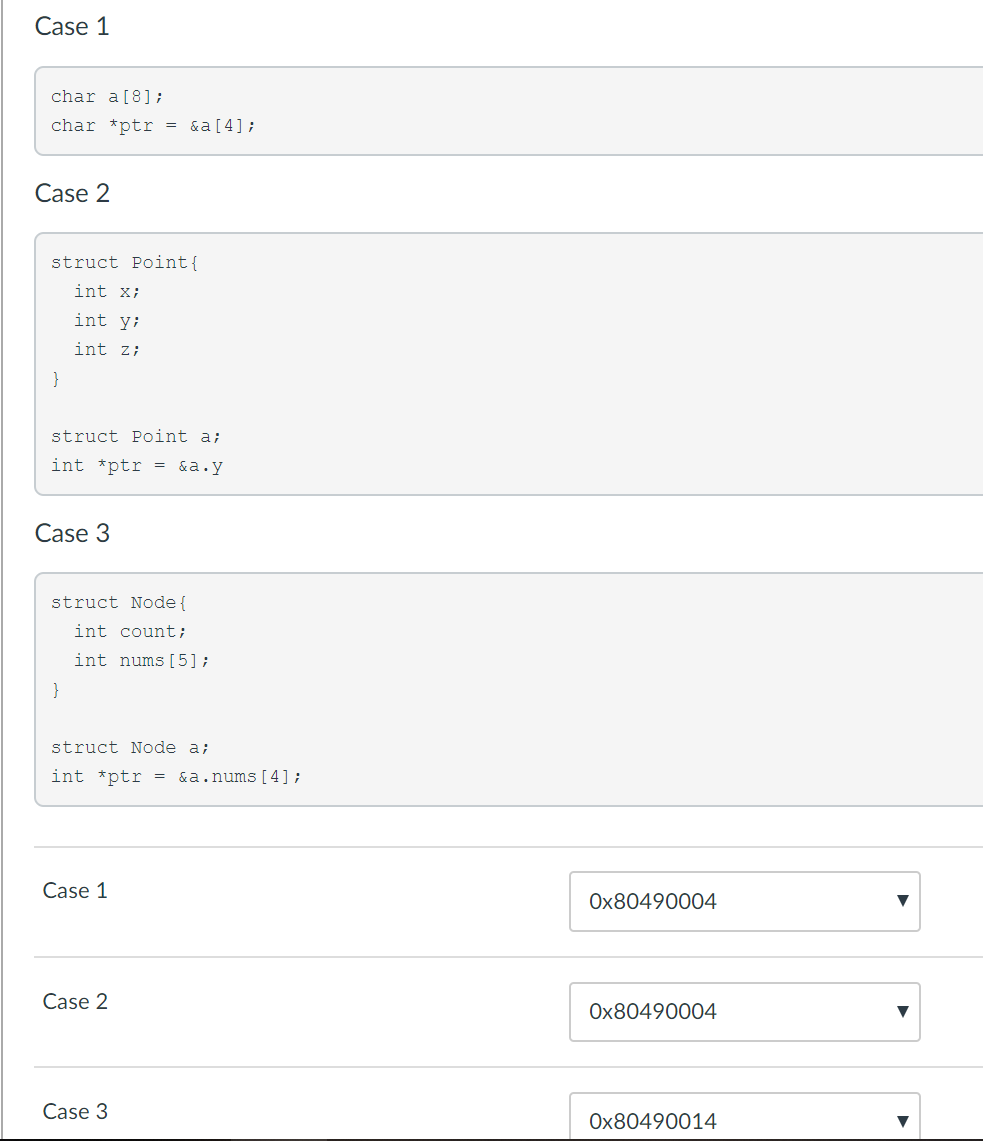 Case 1
char a[8];
char *ptr = &a[4];
Case 2
struct Point{
  int x;
  int y;
  int z;
}
struct Point a;
int *ptr = &a.y
Case 3
struct Node{
  int count;
  int nums[5];
}
struct Node a;
int *ptr = &a.nums[4];
Case 1 0x80490004
Case 2 0x80490004
Case 3 0x80490014